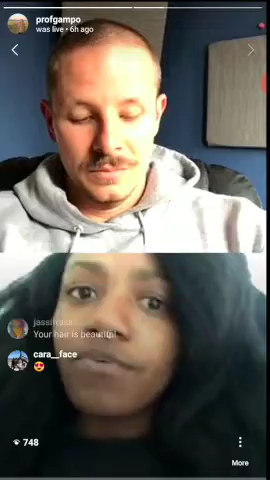 profgampo
was live • 6h ago
Your hair is beautiful
cara__face
😍
748
More